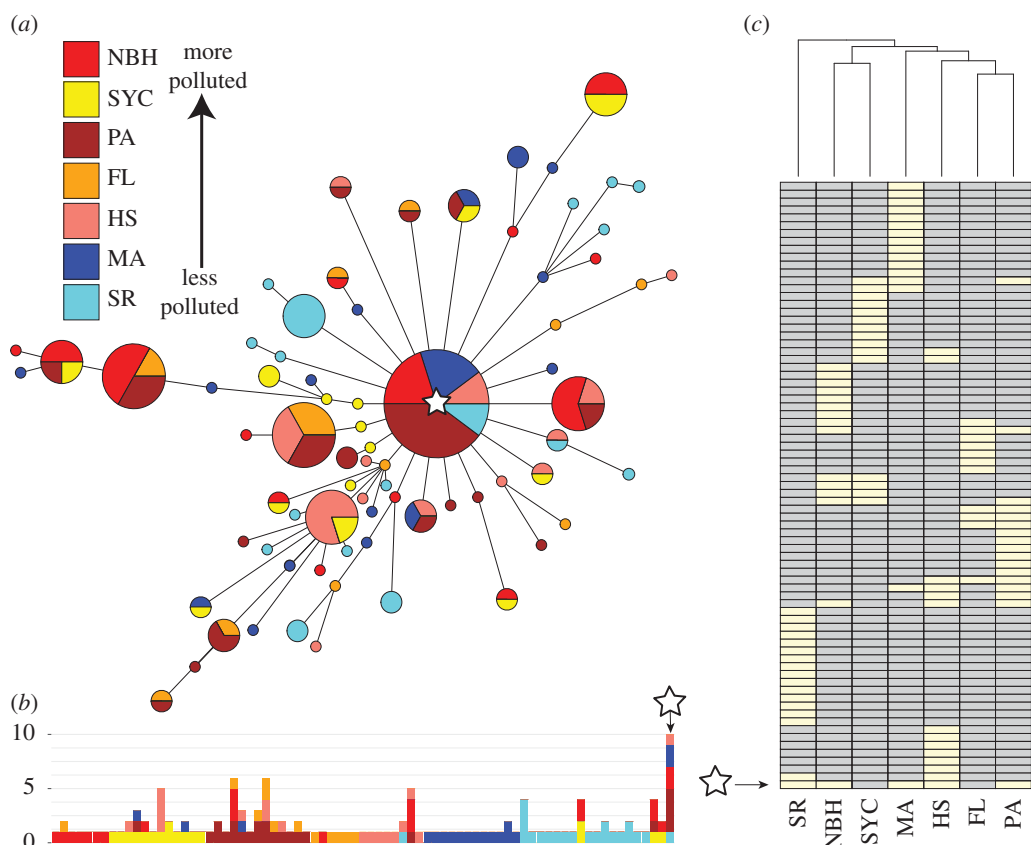 (a)
NBH
SYC
PA
FL
HS
MA
SR
more
polluted
less
polluted
(b)
10
5
0
(c)
SR
NBH
SYC
MA
HS
FL
PA